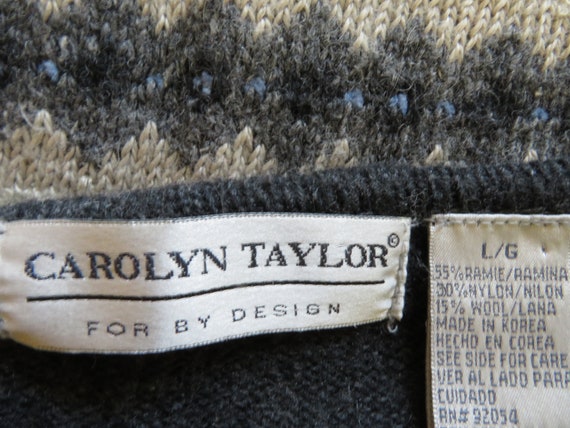 CAROLYN TAYLOR®
FOR BY DESIGN
L/G
55% RAMIE/RAMINA
30% NYLON/NILON
15% WOOL/LANA
MADE IN KOREA
HECHO EN COREA
SEE SIDE FOR CARE
VER AL LADO PARA
CUIDADO
RN# 92054